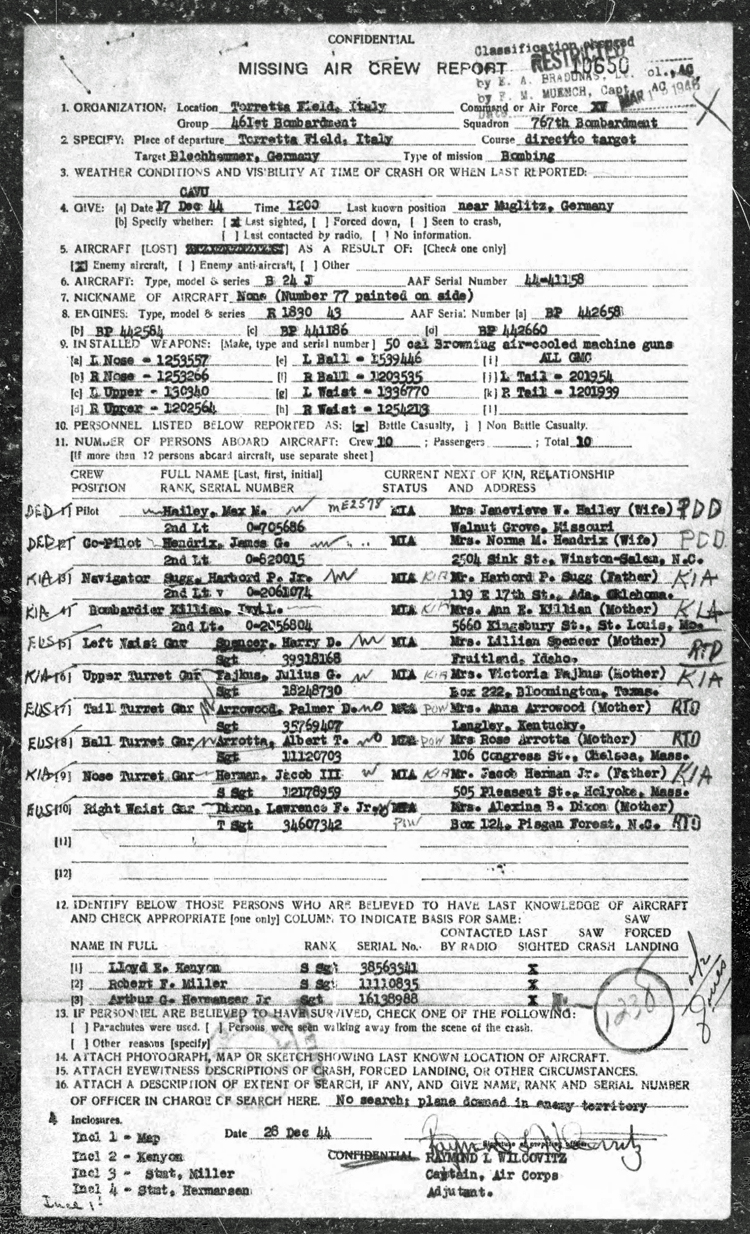 CONFIDENTIAL
Classification changed
RESTRICTED
MISSING AIR CREW REPORT 10650
by E. A. BRADUNAS, Lt. Col., AC
by F. M. MUENCH, Capt., AC
Date MAR 1946
1. ORGANIZATION: Location Torretta Field, Italy Command or Air Force XV
Group 461st Bombardment Squadron 767th Bombardment
2. SPECIFY: Place of departure Torretta Field, Italy Course direct to target
Target Blechhammer, Germany Type of mission Bombing
3. WEATHER CONDITIONS AND VISIBILITY AT TIME OF CRASH OR WHEN LAST REPORTED:
CAVU
4. GIVE: [a] Date 17 Dec 44 Time 1200 Last known position near Muglitz, Germany
[b] Specify whether: [x] Last sighted, [ ] Forced down, [ ] Seen to crash,
[ ] Last contacted by radio, [ ] No information.
5. AIRCRAFT [LOST] AS A RESULT OF: [Check one only]
[x] Enemy aircraft, [ ] Enemy anti-aircraft, [ ] Other
6. AIRCRAFT: Type, model & series B 24 J AAF Serial Number 44-41158
7. NICKNAME OF AIRCRAFT None (Number 77 painted on side)
8. ENGINES: Type, model & series R 1830 43 AAF Serial Number [a] BP 442658
[b] BP 442584 [c] BP 441186 [d] BP 442660
9. INSTALLED WEAPONS: [Make, type and serial number] 50 cal Browning air-cooled machine guns
[a] L Nose - 1253557 [e] L Ball - 1539446 [i] ALL GMC
[b] R Nose - 1253266 [f] R Ball - 1203535 [j] L Tail - 201954
[c] L Upper - 130340 [g] L Waist - 1336770 [k] R Tail - 1201939
[d] R Upper - 1202564 [h] R Waist - 1254213 [l]
10. PERSONNEL LISTED BELOW REPORTED AS: [x] Battle Casualty, [ ] Non Battle Casualty.
11. NUMBER OF PERSONS ABOARD AIRCRAFT: Crew 10 ; Passengers ; Total 10
[If more than 12 persons aboard aircraft, use separate sheet]
CREW FULL NAME [Last, first, initial] CURRENT NEXT OF KIN, RELATIONSHIP
POSITION RANK, SERIAL NUMBER STATUS AND ADDRESS
DED [1] Pilot Hailey, Max M. ME2578 MIA Mrs Jenevieve W. Hailey (Wife) PDD
2nd Lt 0-705686 Walnut Grove, Missouri
DED [2] Co-Pilot Hendrix, James G. MIA Mrs. Norma M. Hendrix (Wife) PDD
2nd Lt 0-820015 2504 Sink St., Winston-Salem, N.C.
KIA [3] Navigator Sugg, Harbord P. Jr. MIA KIA Mr. Harbord P. Sugg (Father) KIA
2nd Lt 0-2061074 119 E 17th St., Ada, Oklahoma.
KIA [4] Bombardier Killian, L. MIA KIA Mrs. Ann E. Killian (Mother) KIA
2nd Lt. 0-2056804 5660 Kingsbury St., St. Louis, Mo.
EUS [5] Left Waist Gnr Spencer, Harry D. MIA Mrs. Lillian Spencer (Mother)
Sgt 39918168 Fruitland, Idaho. RTD
KIA [6] Upper Turret Gnr Fajkus, Julius G. MIA KIA Mrs. Victoria Fajkus (Mother) KIA
Sgt 18248730 Box 222, Bloomington, Texas.
EUS [7] Tail Turret Gnr Arrowood, Palmer D. MIA POW Mrs. Anna Arrowood (Mother) RTD
Sgt 35769407 Langley, Kentucky.
EUS [8] Ball Turret Gnr Arrotta, Albert T. MIA POW Mrs Rose Arrotta (Mother) RTD
Sgt 11120703 106 Congress St., Chelsea, Mass.
KIA [9] Nose Turret Gnr Herman, Jacob III MIA KIA Mr. Jacob Herman Jr. (Father) KIA
S Sgt 12178959 505 Pleasent St., Holyoke, Mass.
EUS [10] Right Waist Gnr Dixon, Lawrence F. Jr. MIA Mrs. Alexina B. Dixon (Mother)
T Sgt 34607342 Box 124, Pisgan Forest, N.C. RTD
[11]
[12]
12. IDENTIFY BELOW THOSE PERSONS WHO ARE BELIEVED TO HAVE LAST KNOWLEDGE OF AIRCRAFT
AND CHECK APPROPRIATE [one only] COLUMN TO INDICATE BASIS FOR SAME: SAW
CONTACTED LAST SAW FORCED
NAME IN FULL RANK SERIAL No. BY RADIO SIGHTED CRASH LANDING
[1] Lloyd E. Kenyon S Sgt 38563341 X
[2] Robert F. Miller S Sgt 11110835 X
[3] Arthur G. Hermansen Jr Sgt 16138988 X
1238
13. IF PERSONNEL ARE BELIEVED TO HAVE SURVIVED, CHECK ONE OF THE FOLLOWING:
[ ] Parachutes were used. [ ] Persons were seen walking away from the scene of the crash.
[ ] Other reasons [specify]
14. ATTACH PHOTOGRAPH, MAP OR SKETCH SHOWING LAST KNOWN LOCATION OF AIRCRAFT.
15. ATTACH EYEWITNESS DESCRIPTIONS OF CRASH, FORCED LANDING, OR OTHER CIRCUMSTANCES.
16. ATTACH A DESCRIPTION OF EXTENT OF SEARCH, IF ANY, AND GIVE NAME, RANK AND SERIAL NUMBER
OF OFFICER IN CHARGE OF SEARCH HERE. No search; plane downed in enemy territory
4 Inclosures.
Incl 1 - Map Date 28 Dec 44
Incl 2 - Kenyon CONFIDENTIAL RAYMOND L WILCOVITZ
Incl 3 - Stmt, Miller Captain, Air Corps
Incl 4 - Stmt, Hermansen Adjutant.
Incl 1